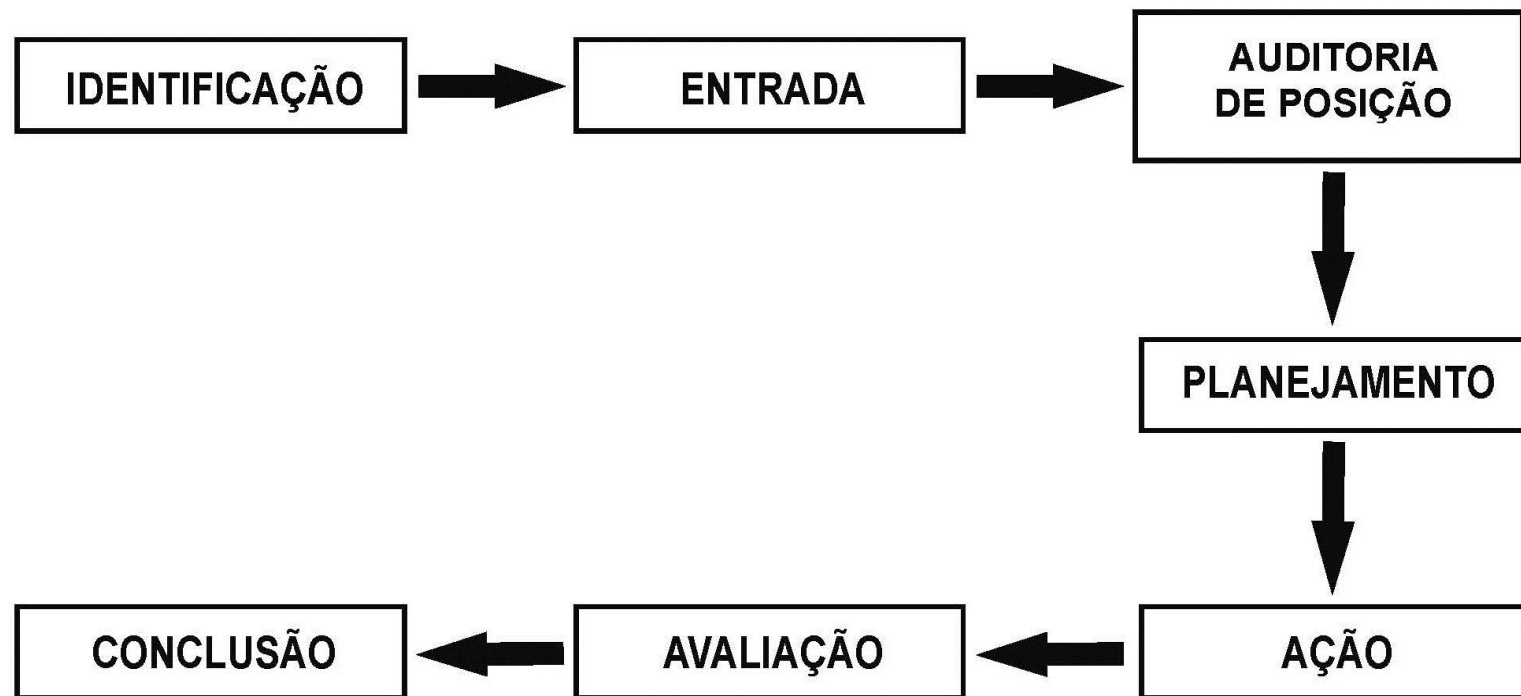 IDENTIFICAÇÃO
ENTRADA
AUDITORIA
DE POSIÇÃO
PLANEJAMENTO
AÇÃO
AVALIAÇÃO
CONCLUSÃO